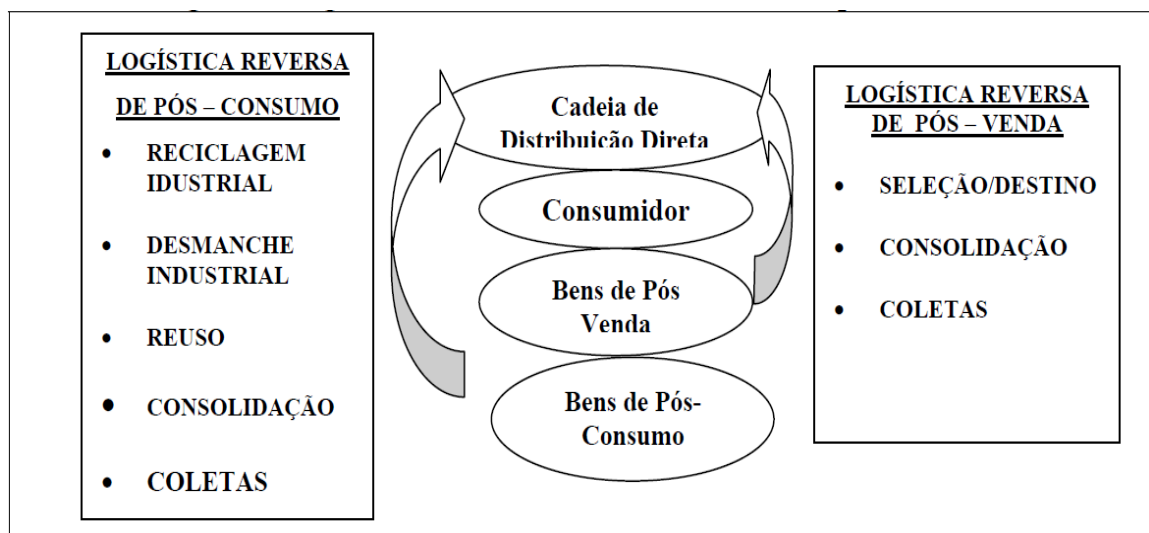 LOGÍSTICA REVERSA
DE PÓS – CONSUMO
• RECICLAGEM
IDUSTRIAL
• DESMANCHE
INDUSTRIAL
• REUSO
• CONSOLIDAÇÃO
• COLETAS
Cadeia de
Distribuição Direta
Consumidor
Bens de Pós
Venda
Bens de Pós-
Consumo
LOGÍSTICA REVERSA
DE PÓS – VENDA
• SELEÇÃO/DESTINO
• CONSOLIDAÇÃO
• COLETAS